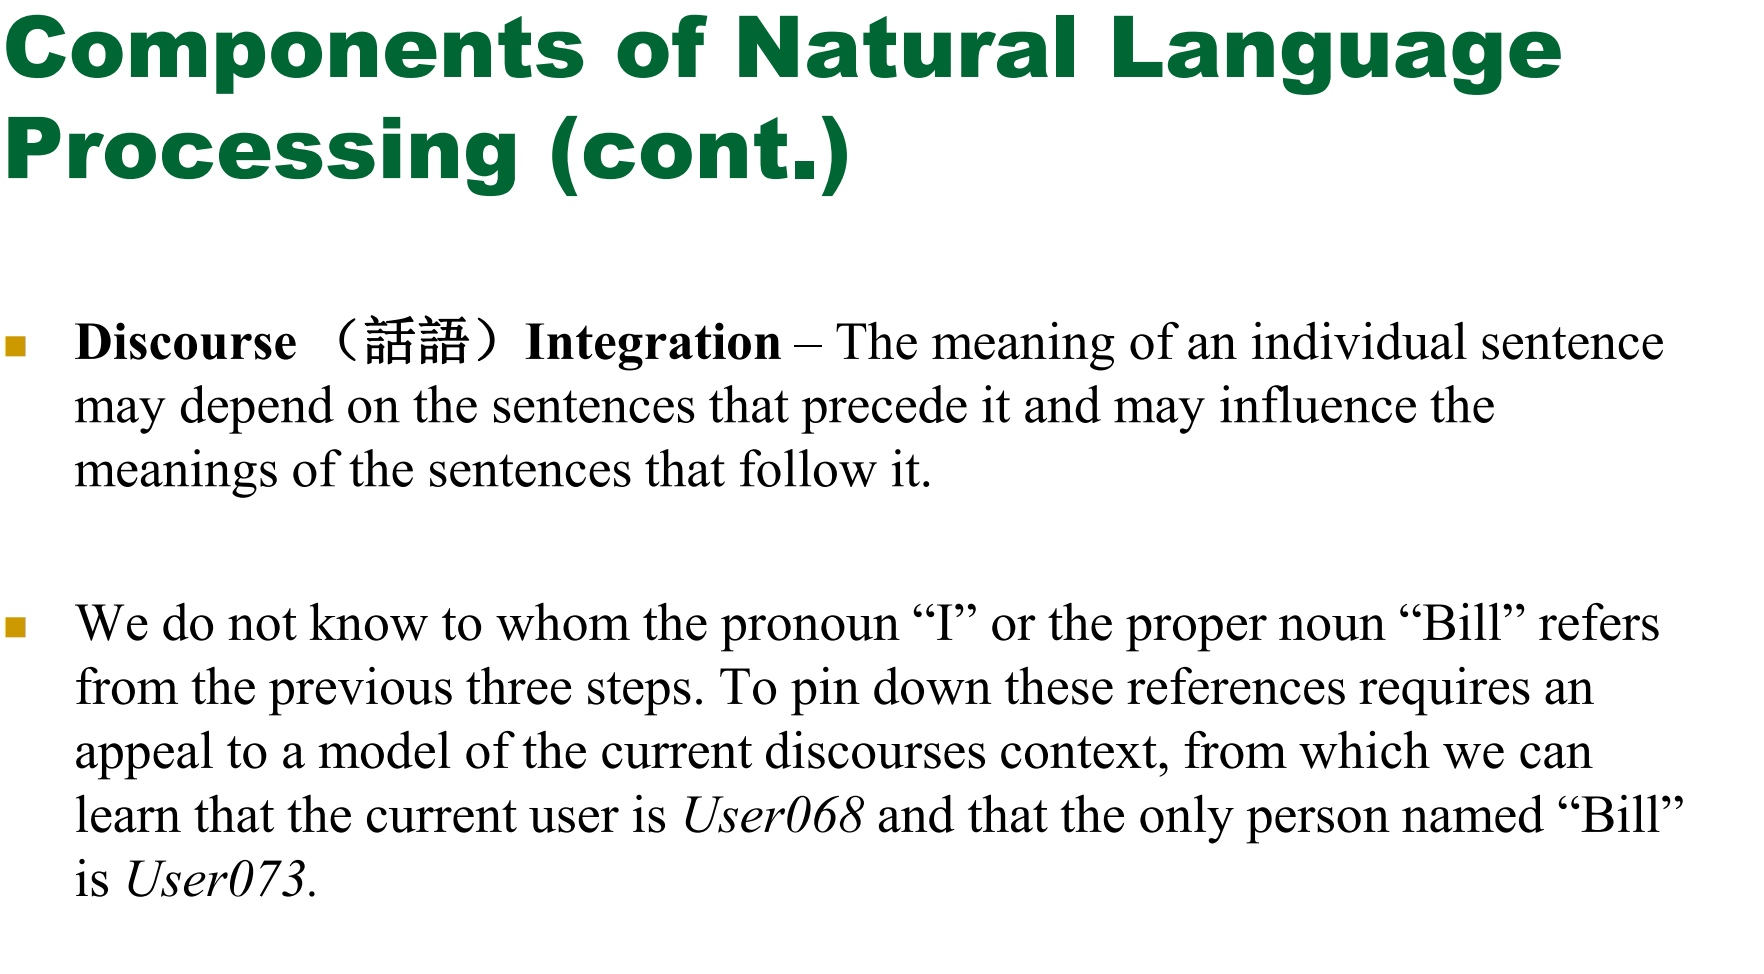 Components of Natural Language
Processing (cont.)
Discourse （話語）Integration – The meaning of an individual sentence
may depend on the sentences that precede it and may influence the
meanings of the sentences that follow it.
We do not know to whom the pronoun “I” or the proper noun “Bill” refers
from the previous three steps. To pin down these references requires an
appeal to a model of the current discourses context, from which we can
learn that the current user is User068 and that the only person named “Bill”
is User073.